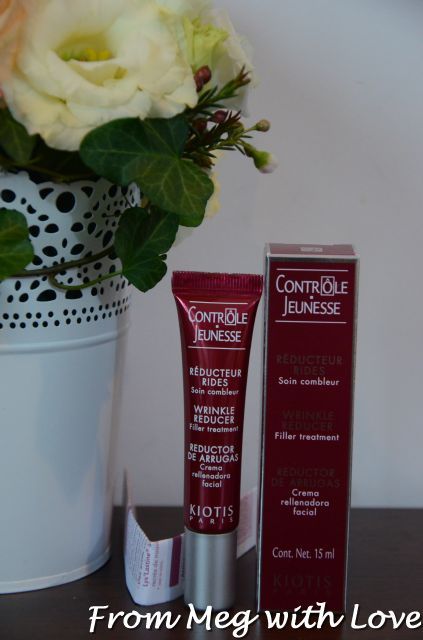 CONTRÔLE
JEUNESSE
RÉDUCTEUR
RIDES
Soin combleur
WRINKLE
REDUCER
Filler treatment
REDUCTOR
DE ARRUGAS
Crema
rellenadora
facial
KIOTIS
PARIS
CONTRÔLE
JEUNESSE
RÉDUCTEUR
RIDES
Soin combleur
WRINKLE
REDUCER
Filler treatment
REDUCTOR
DE ARRUGAS
Crema
rellenadora
facial
Cont. Net. 15 ml
KIOTIS
PARIS
From Meg with Love